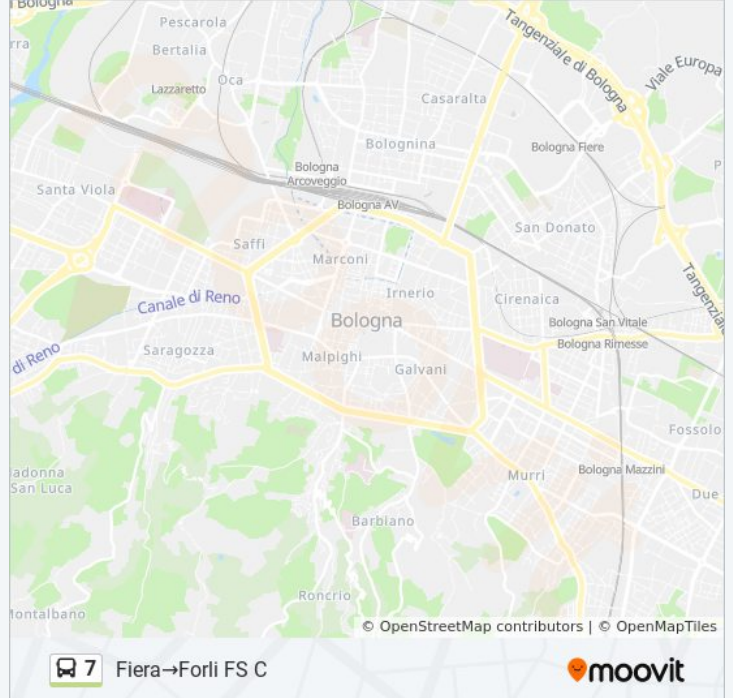 i Bologna
Pescarola
Tangenziale di Bologna
rra
Bertalia
Viale Europa
Oca
Lazzaretto
Casaralta
Bolognina
Bologna Fiere
Bologna
Arcoveggio
P
Santa Viola
Bologna AV
San Donato
Saffi
Marconi
Tangenziale
Canale di Reno
Irnerio
Cirenaica
Bologna
Bologna San Vitale
Bologna Rimesse
di Reno
Saragozza
Malpighi
Galvani
Fossolo
adonna
San Luca
Murri
Bologna Mazzini
Due
Barbiano
Roncrio
Montalbano
© OpenStreetMap contributors | © OpenMapTiles
7 Fiera→Forli FS C
moovit